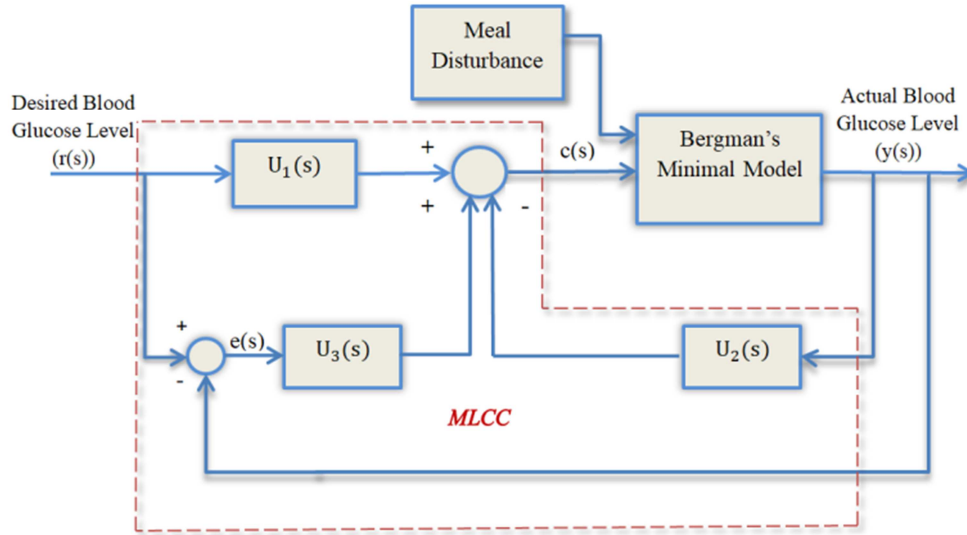 Meal
Disturbance
Desired Blood
Glucose Level
(r(s))
Actual Blood
Glucose Level
(y(s))
U₁(s)
+
+
-
c(s)
Bergman's
Minimal Model
+
-
e(s)
U₃(s)
U₂(s)
MLCC